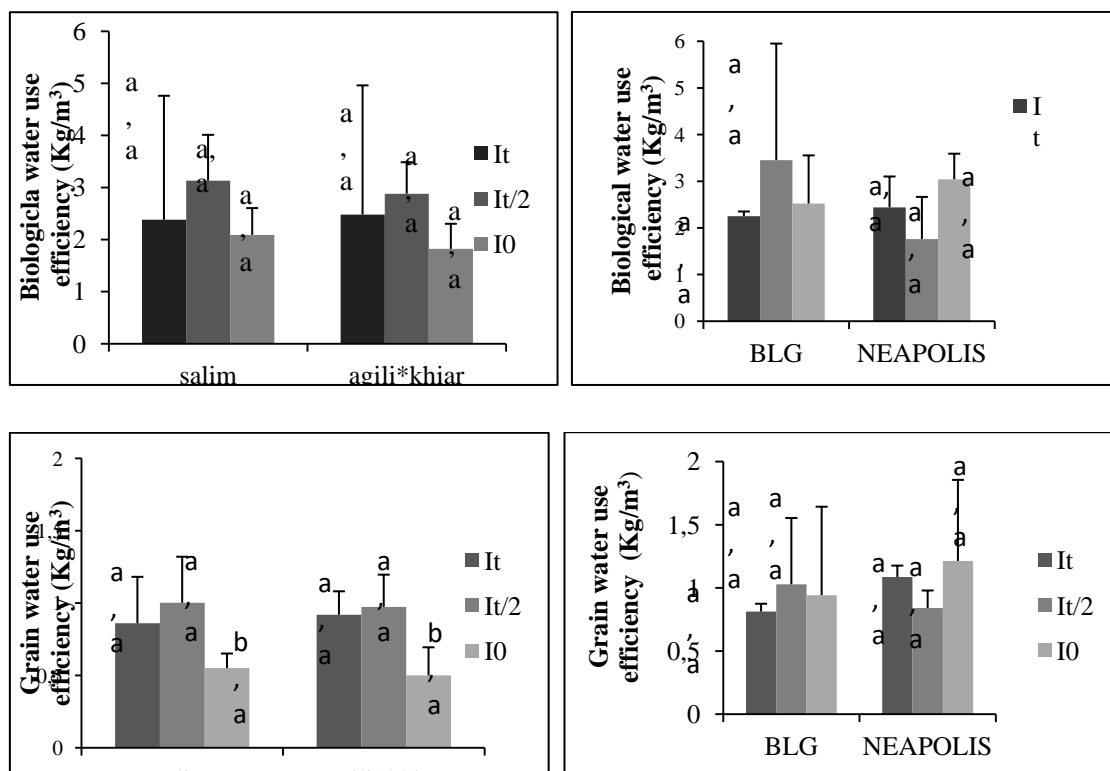 Biologicla water use
efficiency (Kg/m³)
6
5
4
3
2
1
0
a,a
a,a
a,a
a,a
a,a
a,a
salim
agili*khiar
It
It/2
I0
Biological water use
efficiency (Kg/m³)
6
5
4
3
2
1
0
a,a
a,a
a,a
a,a
a,a
BLG
NEAPOLIS
It
Grain water use
efficiency (Kg/m³)
2
0
a,a
a,a
b,a
a,a
a,a
b,a
It
It/2
I0
Grain water use
efficiency (Kg/m³)
2
1,5
1
0,5
0
a,a
a,a
a,a
a,a
a,a
a,a
BLG
NEAPOLIS
It
It/2
I0